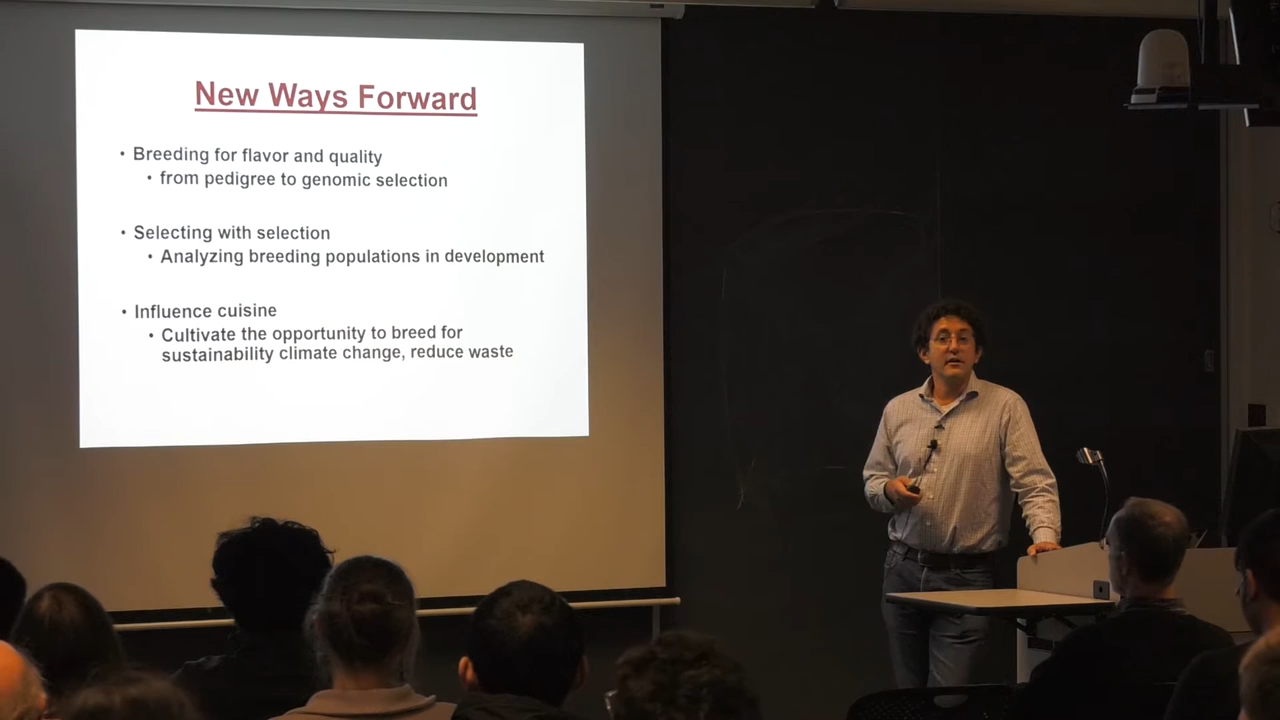 New Ways Forward
• Breeding for flavor and quality
• from pedigree to genomic selection
• Selecting with selection
• Analyzing breeding populations in development
• Influence cuisine
• Cultivate the opportunity to breed for
sustainability climate change, reduce waste